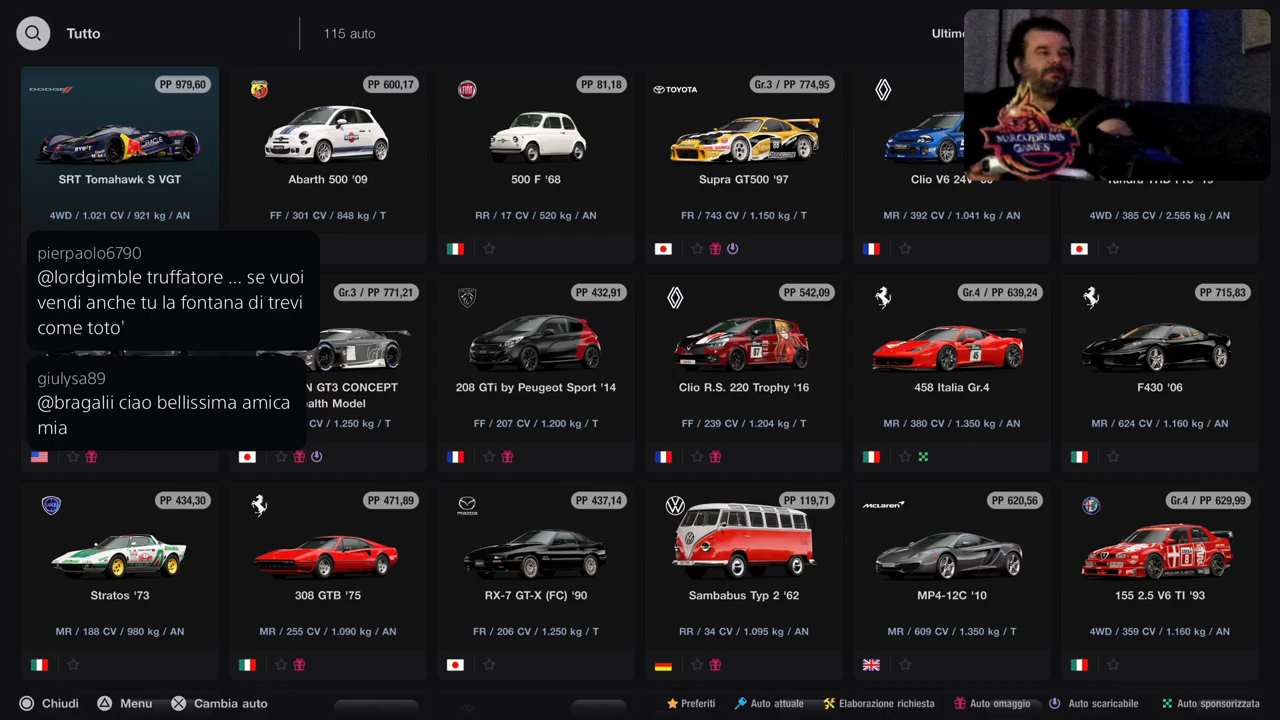 Tutto
115 auto
DODGE
PP 979,60
SRT Tomahawk S VGT
4WD / 1.021 CV / 921 kg / AN
PP 600,17
Abarth 500 '09
FF / 301 CV / 848 kg / T
FIAT
PP 81,18
500 F '68
RR / 17 CV / 520 kg / AN
TOYOTA
Gr.3 / PP 774,95
Supra GT500 '97
FR / 743 CV / 1.150 kg / T
MR / 392 CV / 1.041 kg / AN
4WD / 385 CV / 2.555 kg / AN
MARCODRUMS
GAMES
pierpaolo6790
@lordgimble truffatore ... se vuoi
vendi anche tu la fontana di trevi
come toto'
giulysa89
@bragalii ciao bellissima amica
mia
Gr.3 / PP 771,21
GT3 CONCEPT
Model
CV / 1.250 kg / T
PP 432,91
208 GTi by Peugeot Sport '14
FF / 207 CV / 1.200 kg / T
PP 542,09
Clio R.S. 220 Trophy '16
FF / 239 CV / 1.204 kg / T
Gr.4 / PP 639,24
458 Italia Gr.4
MR / 380 CV / 1.350 kg / AN
PP 715,83
F430 '06
MR / 624 CV / 1.160 kg / AN
PP 434,30
Stratos '73
MR / 188 CV / 980 kg / AN
PP 471,89
308 GTB '75
MR / 255 CV / 1.090 kg / AN
mazda
PP 437,14
RX-7 GT-X (FC) '90
FR / 206 CV / 1.250 kg / T
PP 119,71
Sambabus Typ 2 '62
RR / 34 CV / 1.095 kg / AN
McLaren
PP 620,56
MP4-12C '10
MR / 609 CV / 1.350 kg / T
Gr.4 / PP 629,99
155 2.5 V6 TI '93
4WD / 359 CV / 1.160 kg / AN
Chiudi
Menu
Cambia auto
Preferiti
Auto attuale
Elaborazione richiesta
Auto omaggio
Auto scaricabile
Auto sponsorizzata